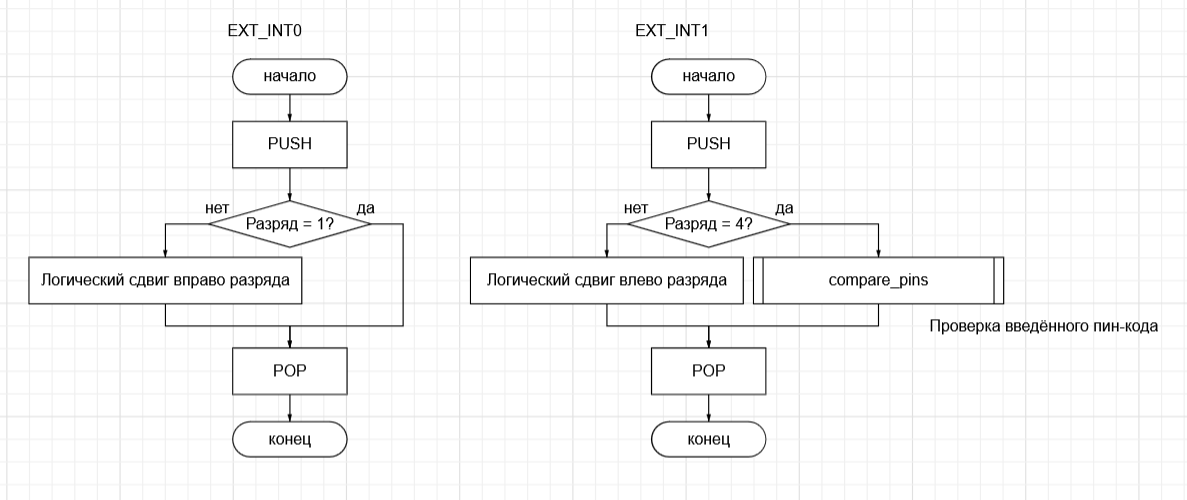 EXT_INT0
начало
PUSH
нет
да
Разряд = 1?
Логический сдвиг вправо разряда
POP
конец
EXT_INT1
начало
PUSH
нет
да
Разряд = 4?
Логический сдвиг влево разряда
compare_pins
Проверка введённого пин-кода
POP
конец